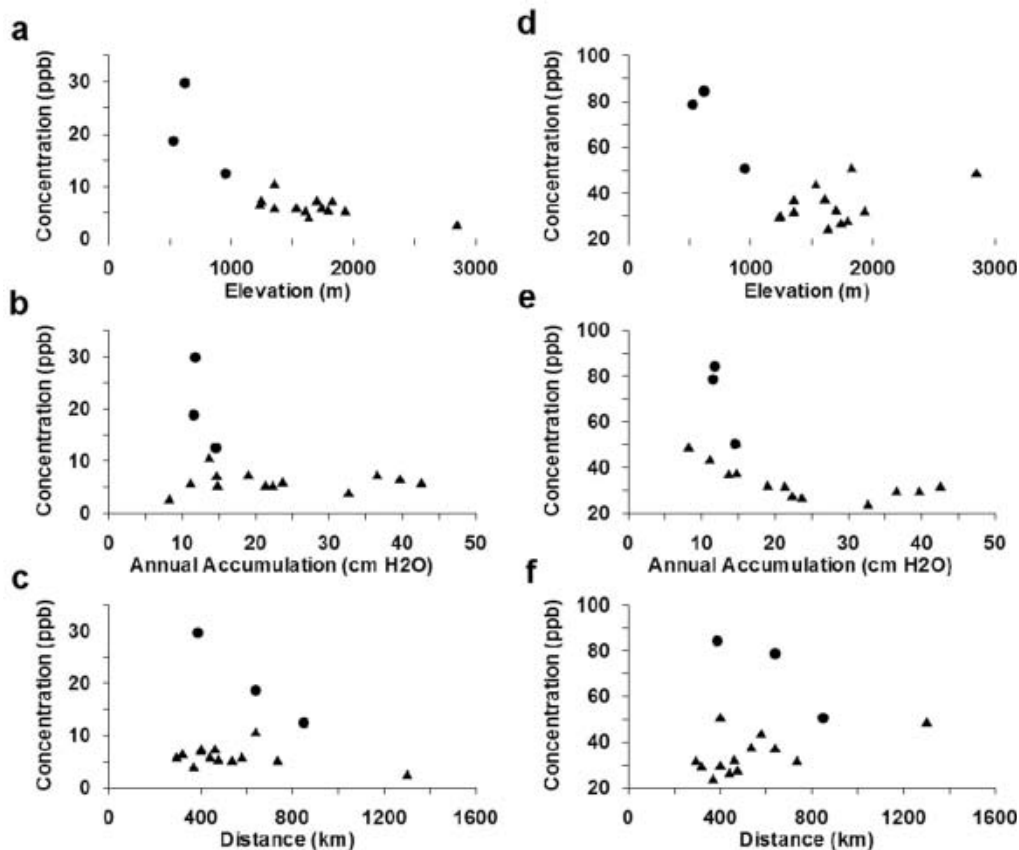 a
Concentration (ppb)
30
20
10
0
0 1000 2000 3000
Elevation (m)
d
Concentration (ppb)
100
80
60
40
20
0 1000 2000 3000
Elevation (m)
b
Concentration (ppb)
30
20
10
0
0 10 20 30 40 50
Annual Accumulation (cm H2O)
e
Concentration (ppb)
100
80
60
40
20
0 10 20 30 40 50
Annual Accumulation (cm H2O)
c
Concentration (ppb)
30
20
10
0
0 400 800 1200 1600
Distance (km)
f
Concentration (ppb)
100
80
60
40
20
0 400 800 1200 1600
Distance (km)